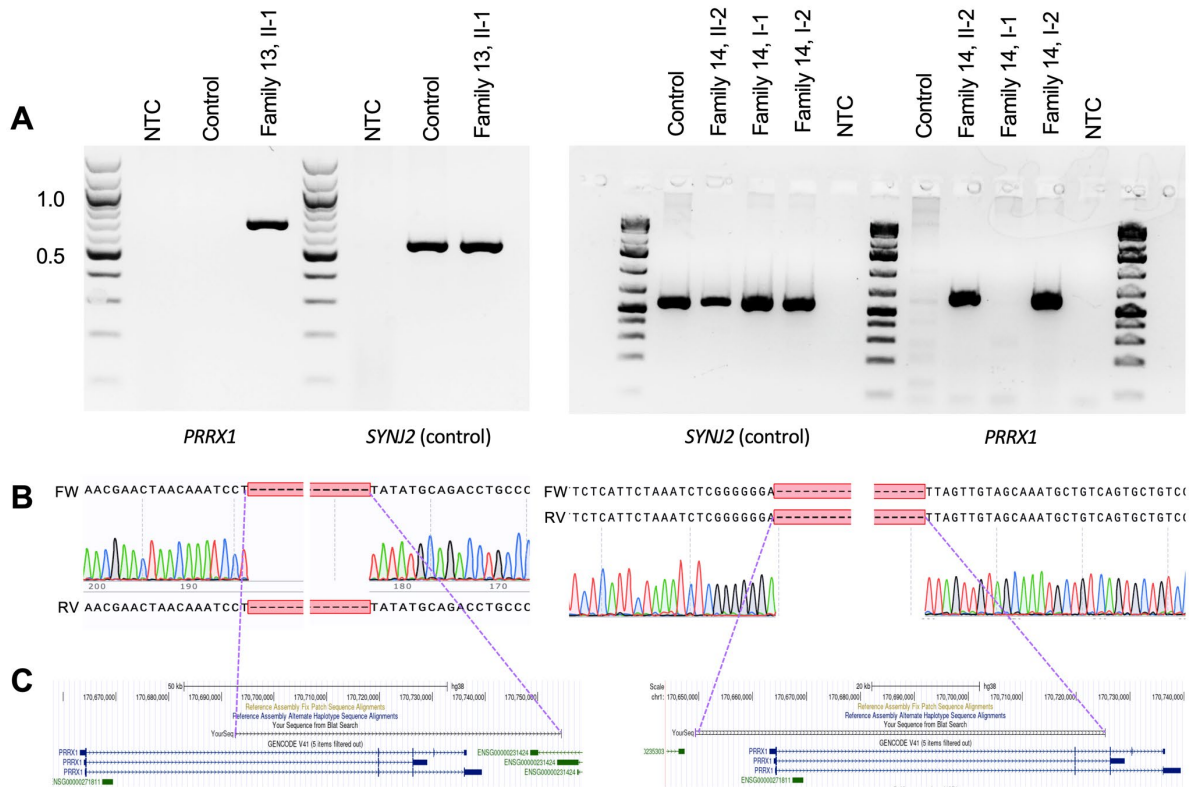 A
NTC
Control
Family 13, II-1
NTC
Control
Family 13, II-1
Control
Family 14, II-2
Family 14, I-1
Family 14, I-2
NTC
Control
Family 14, II-2
Family 14, I-1
Family 14, I-2
NTC
1.0
0.5
PRRX1
SYNJ2 (control)
SYNJ2 (control)
PRRX1
B
FW AACGAACTAACAAATCCT TATATGCAGACCTGCCC
200 190 180 170
RV AACGAACTAACAAATCCT TATATGCAGACCTGCCC
FW TCTCATTCTAAATCTCGGGGGGA TTAGTTGTAGCAAATGCTGTCAGTGCTGTCC
RV TCTCATTCTAAATCTCGGGGGGA TTAGTTGTAGCAAATGCTGTCAGTGCTGTCC
C
50 kb hg38
170,670,000 170,680,000 170,690,000 170,700,000 170,710,000 170,720,000 170,730,000 170,740,000 170,750,000
Reference Assembly Fix Patch Sequence Alignments
Reference Assembly Alternate Haplotype Sequence Alignments
Your Sequence from Blat Search
YourSeq
GENCODE V41 (5 items filtered out)
PRRX1 ENSG00000231424
PRRX1 ENSG00000231424
PRRX1 ENSG00000231424
NSG00000271811
Scale 20 kb hg38
chr1: 170,650,000 170,660,000 170,670,000 170,680,000 170,690,000 170,700,000 170,710,000 170,720,000 170,730,000 170,740,000
Reference Assembly Fix Patch Sequence Alignments
Reference Assembly Alternate Haplotype Sequence Alignments
Your Sequence from Blat Search
YourSeq
GENCODE V41 (5 items filtered out)
3235303 PRRX1
PRRX1
PRRX1
ENSG00000271811